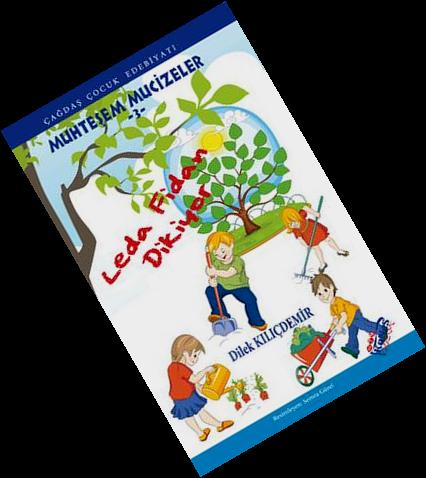 ÇAĞDAŞ ÇOCUK EDEBİYATI
MUHTEŞEM MUCİZELER
-3-
Leda Fidan
Dikiyor
Dilek KILIÇDEMİR
Resimleyen: Semra Güzel